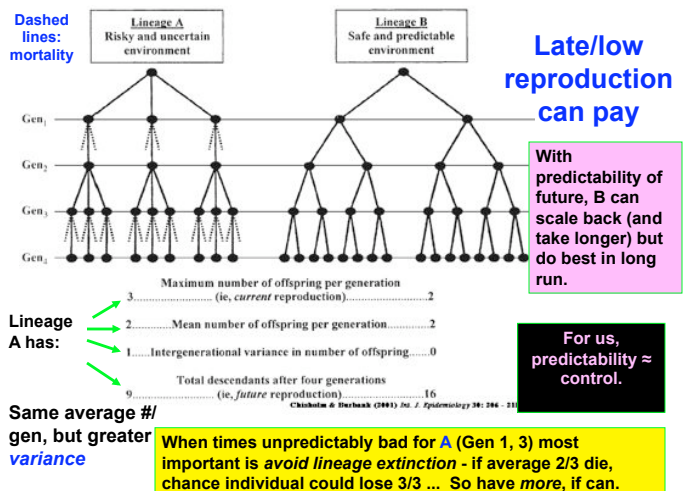 Dashed
lines:
mortality
Lineage A
Risky and uncertain
environment
Lineage B
Safe and predictable
environment
Late/low
reproduction
can pay
Gen1
Gen2
Gen3
Gen4
With
predictability of
future, B can
scale back (and
take longer) but
do best in long
run.
Maximum number of offspring per generation
3..................... (ie, current reproduction)...................2
Lineage
A has:
2........Mean number of offspring per generation........2
1.....Intergenerational variance in number of offspring....0
Total descendants after four generations
9..................... (ie, future reproduction) ...................16
For us,
predictability ≈
control.
Chisholm & Burbank (2001) Int. J. Epidemiology 30: 206 -
Same average #/
gen, but greater
variance
When times unpredictably bad for A (Gen 1, 3) most
important is avoid lineage extinction - if average 2/3 die,
chance individual could lose 3/3 ... So have more, if can.